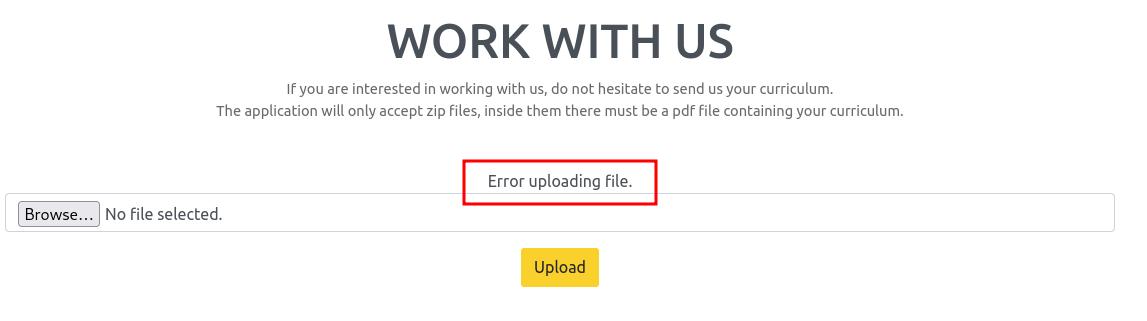 WORK WITH US
If you are interested in working with us, do not hesitate to send us your curriculum.
The application will only accept zip files, inside them there must be a pdf file containing your curriculum.
Error uploading file.
Browse... No file selected.
Upload